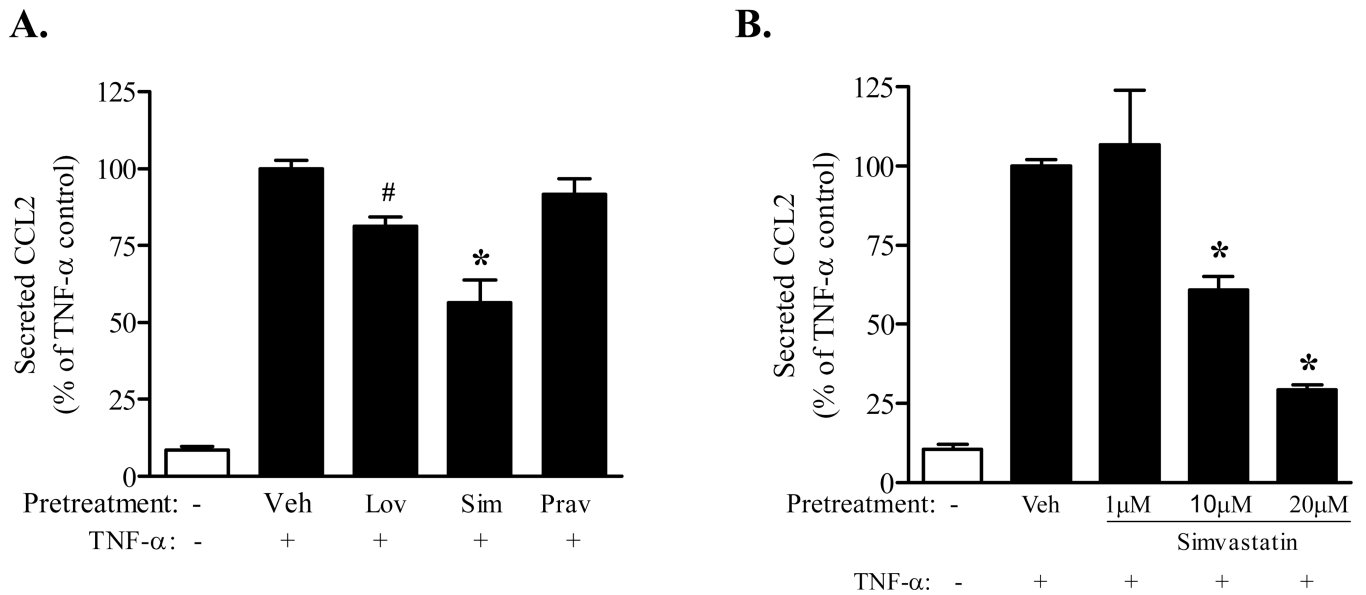 A.
Secreted CCL2
(% of TNF-α control)
125
100
75
50
25
0
#
*
Pretreatment: - Veh Lov Sim Prav
TNF-α: - + + + +
B.
Secreted CCL2
(% of TNF-α control)
125
100
75
50
25
0
*
*
Pretreatment: - Veh 1μM 10μM 20μM
Simvastatin
TNF-α: - + + + +